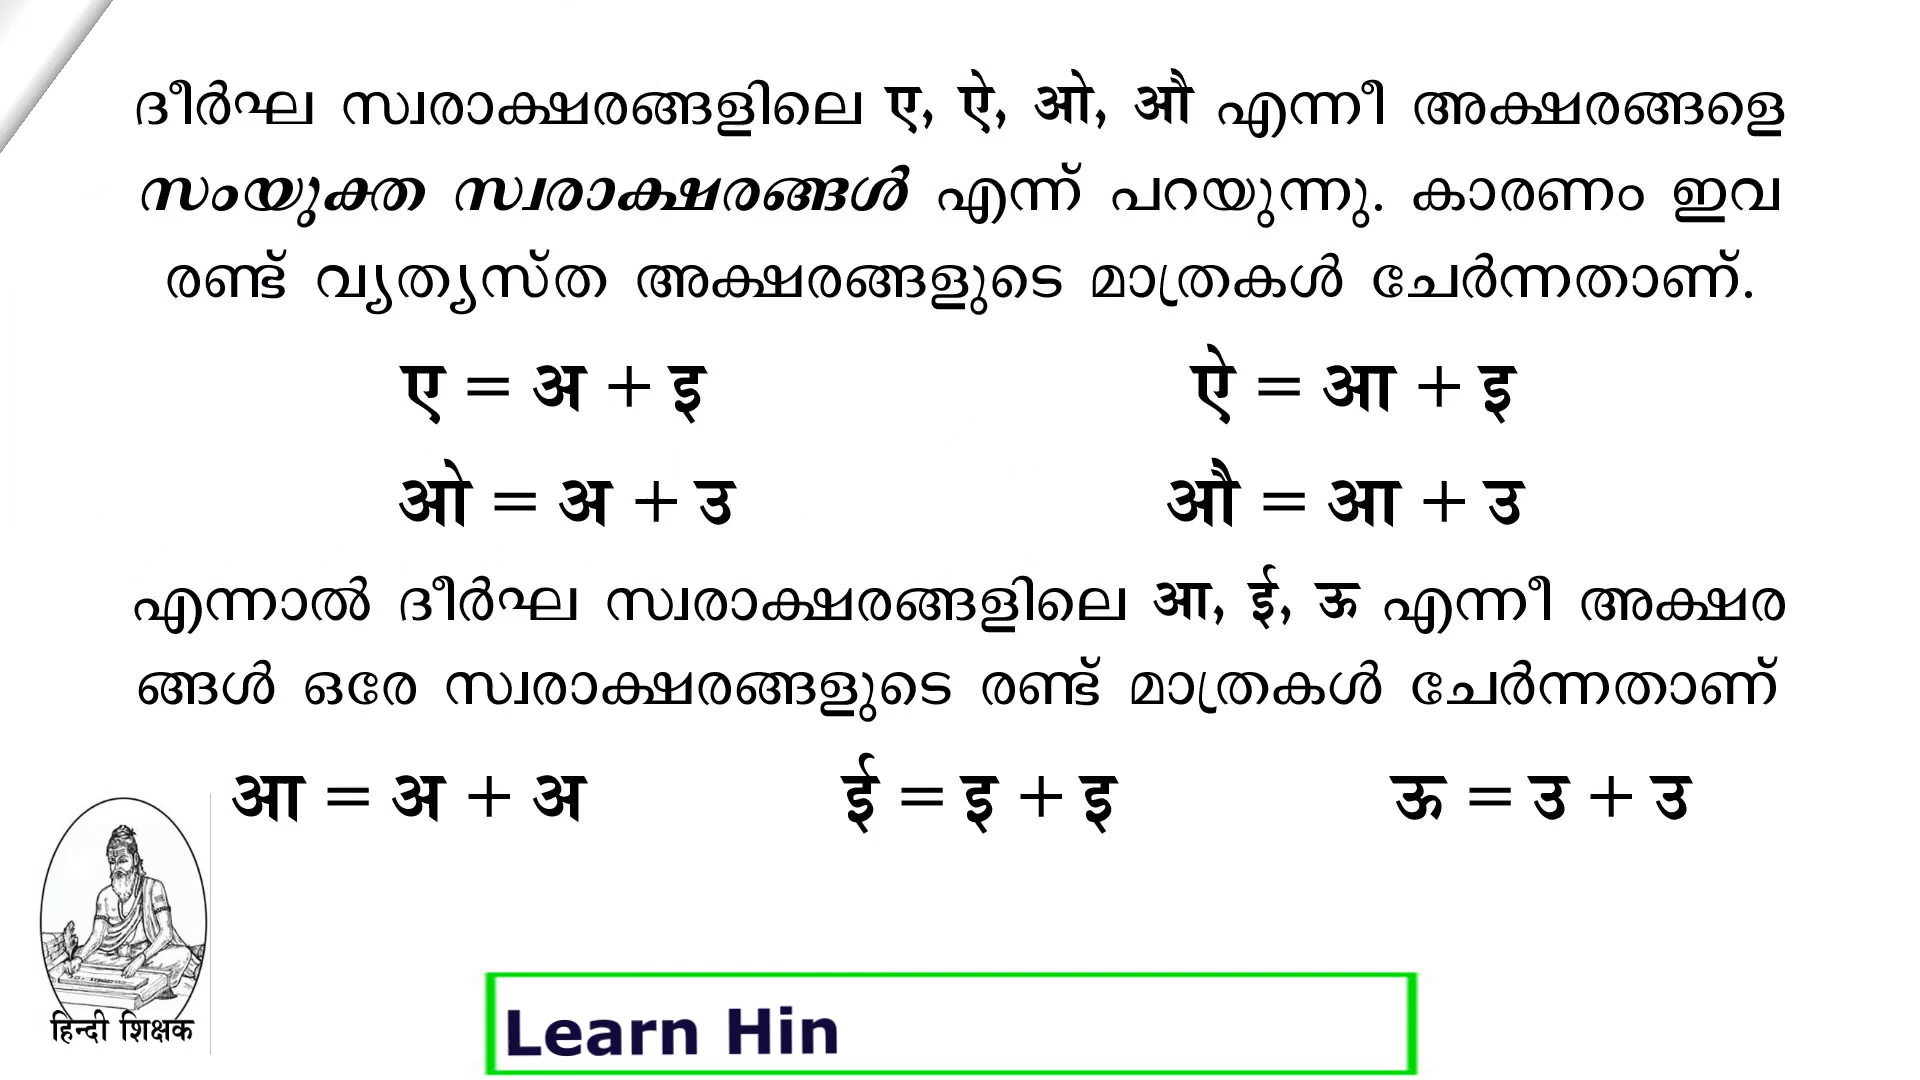 ദീർഘ സ്വരാക്ഷരങ്ങളിലെ ए, ऐ, ओ, औ എന്നീ അക്ഷരങ്ങളെ
സംയുക്ത സ്വരാക്ഷരങ്ങൾ എന്ന് പറയുന്നു. കാരണം ഇവ
രണ്ട് വ്യത്യസ്ത അക്ഷരങ്ങളുടെ മാത്രകൾ ചേർന്നതാണ്.
ए = अ + इ ऐ = आ + इ
ओ = अ + उ औ = आ + उ
എന്നാൽ ദീർഘ സ്വരാക്ഷരങ്ങളിലെ आ, ई, ऊ എന്നീ അക്ഷര
ങ്ങൾ ഒരേ സ്വരാക്ഷരങ്ങളുടെ രണ്ട് മാത്രകൾ ചേർന്നതാണ്
आ = अ + अ ई = इ + इ ऊ = उ + उ
हिन्दी शिक्षक
Learn Hin